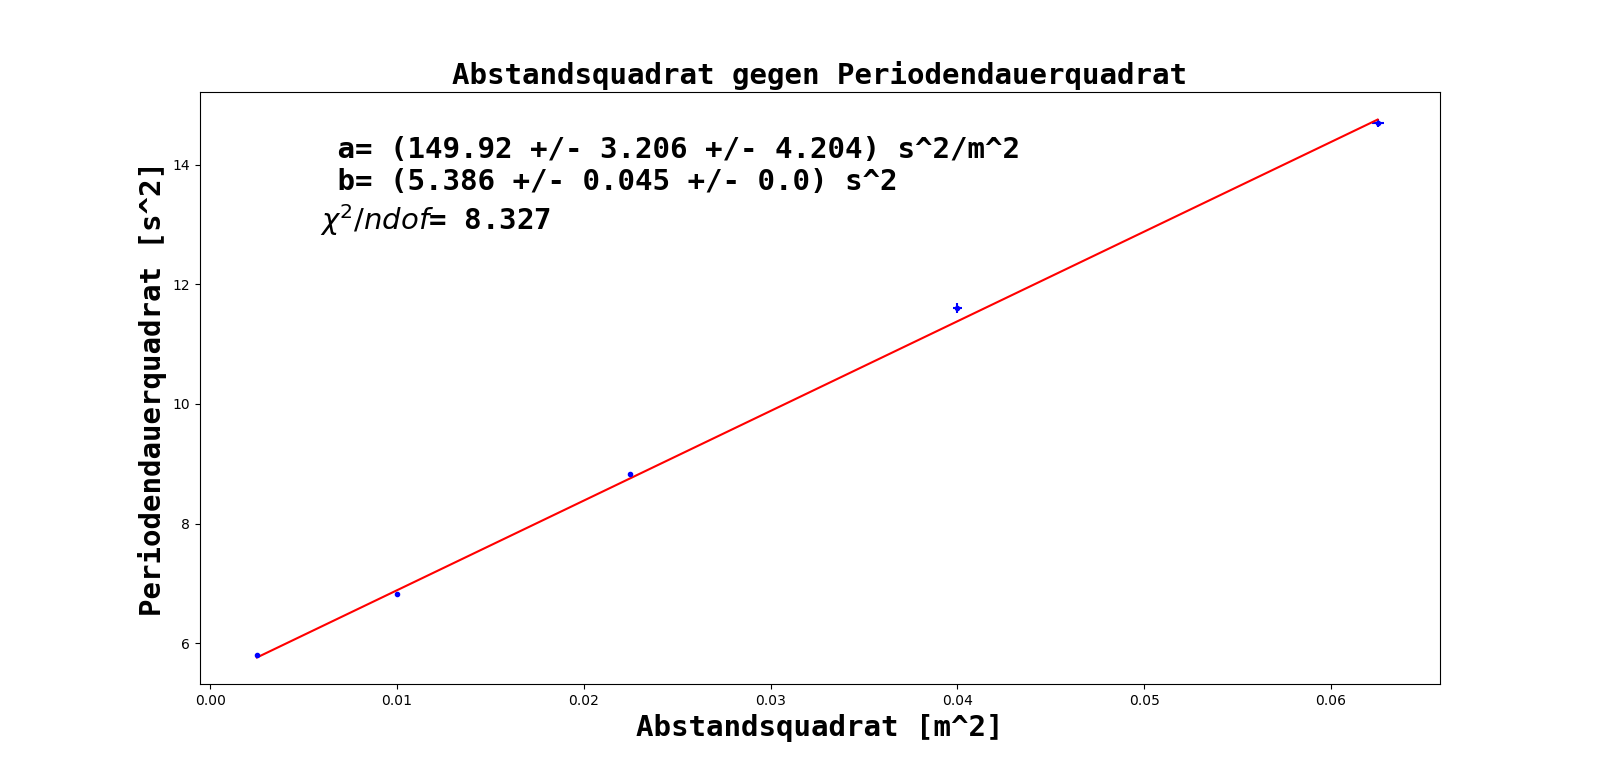 Abstandsquadrat gegen Periodendauerquadrat
a= (149.92 +/- 3.206 +/- 4.204) s^2/m^2
b= (5.386 +/- 0.045 +/- 0.0) s^2
χ²/ndof= 8.327
Periodendauerquadrat [s^2]
14
12
10
8
6
0.00 0.01 0.02 0.03 0.04 0.05 0.06
Abstandsquadrat [m^2]